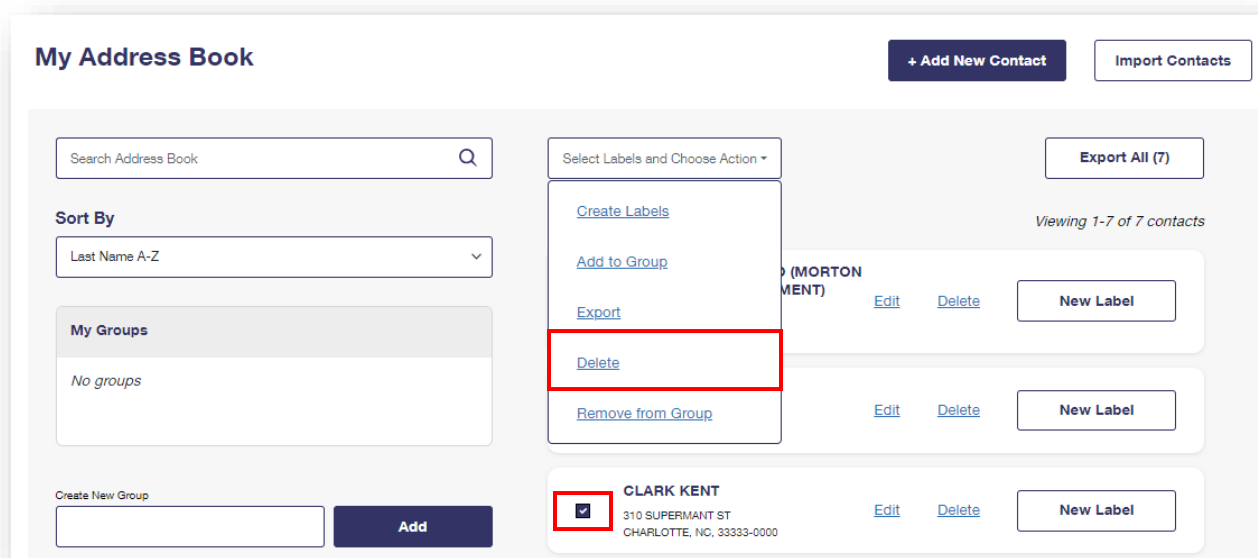 My Address Book
+ Add New Contact
Import Contacts
Search Address Book
Select Labels and Choose Action
Export All (7)
Sort By
Last Name A-Z
Create Labels
Add to Group
Export
Delete
Remove from Group
Viewing 1-7 of 7 contacts
My Groups
No groups
(MORTON
Edit
Delete
New Label
Edit
Delete
New Label
Create New Group
Add
CLARK KENT
310 SUPERMANT ST
CHARLOTTE, NC, 33333-0000
Edit
Delete
New Label